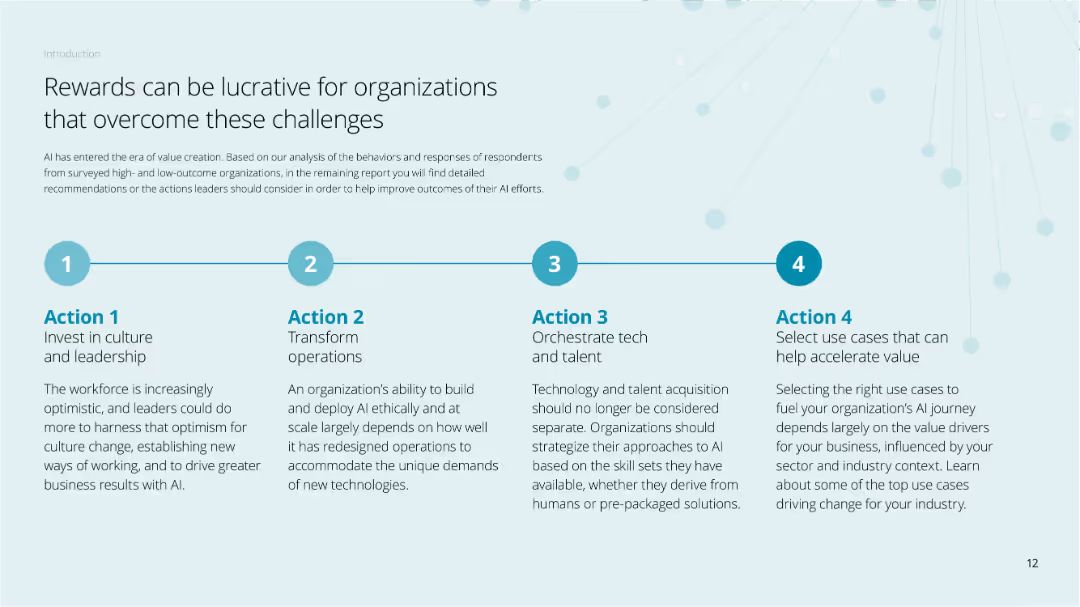 Introduction
Rewards can be lucrative for organizations
that overcome these challenges
AI has entered the era of value creation. Based on our analysis of the behaviors and responses of respondents
from surveyed high- and low-outcome organizations, in the remaining report you will find detailed
recommendations or the actions leaders should consider in order to help improve outcomes of their AI efforts.
1
Action 1
Invest in culture
and leadership
The workforce is increasingly
optimistic, and leaders could do
more to harness that optimism for
culture change, establishing new
ways of working, and to drive greater
business results with AI.
2
Action 2
Transform
operations
An organization’s ability to build
and deploy AI ethically and at
scale largely depends on how well
it has redesigned operations to
accommodate the unique demands
of new technologies.
3
Action 3
Orchestrate tech
and talent
Technology and talent acquisition
should no longer be considered
separate. Organizations should
strategize their approaches to AI
based on the skill sets they have
available, whether they derive from
humans or pre-packaged solutions.
4
Action 4
Select use cases that can
help accelerate value
Selecting the right use cases to
fuel your organization’s AI journey
depends largely on the value drivers
for your business, influenced by your
sector and industry context. Learn
about some of the top use cases
driving change for your industry.
12